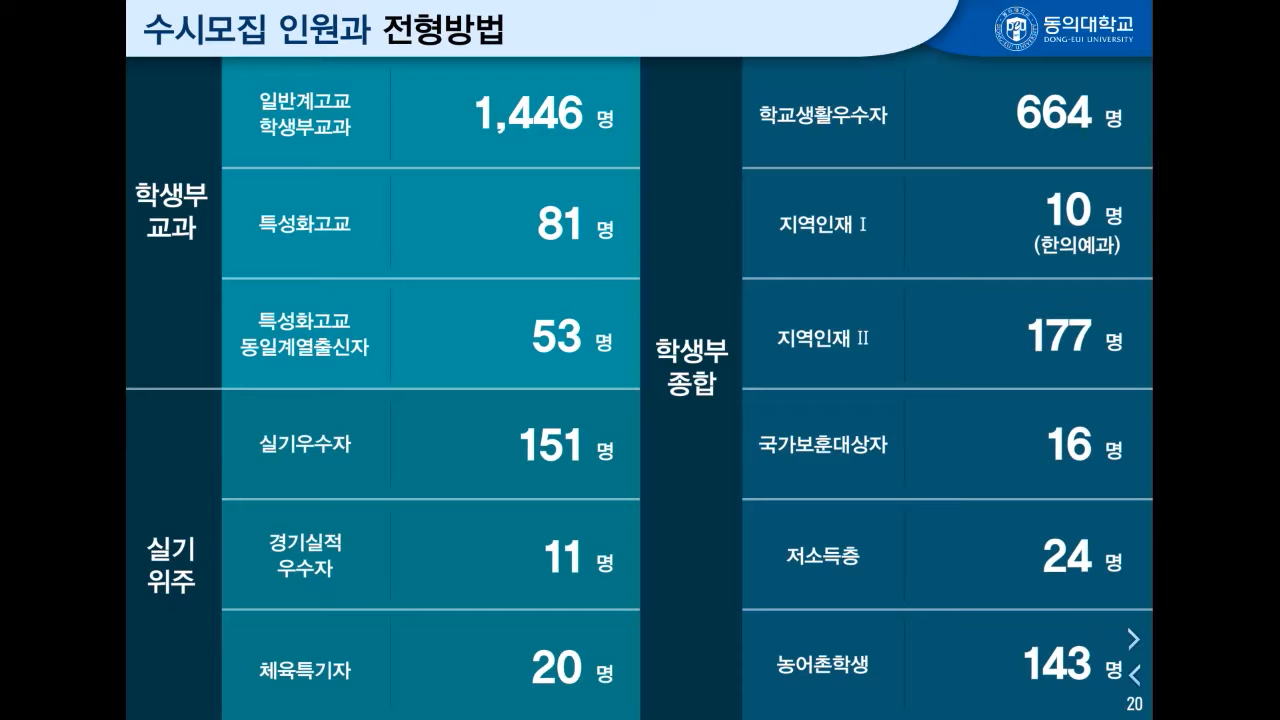 수시모집 인원과 전형방법
동의대학교
DONG-EUI UNIVERSITY
학생부
교과
일반계고교
학생부교과
1,446 명
특성화고교
81 명
특성화고교
동일계열출신자
53 명
실기
위주
실기우수자
151 명
경기실적
우수자
11 명
체육특기자
20 명
학생부
종합
학교생활우수자
664 명
지역인재 Ⅰ
10 명
(한의예과)
지역인재 Ⅱ
177 명
국가보훈대상자
16 명
저소득층
24 명
농어촌학생
143 명
20